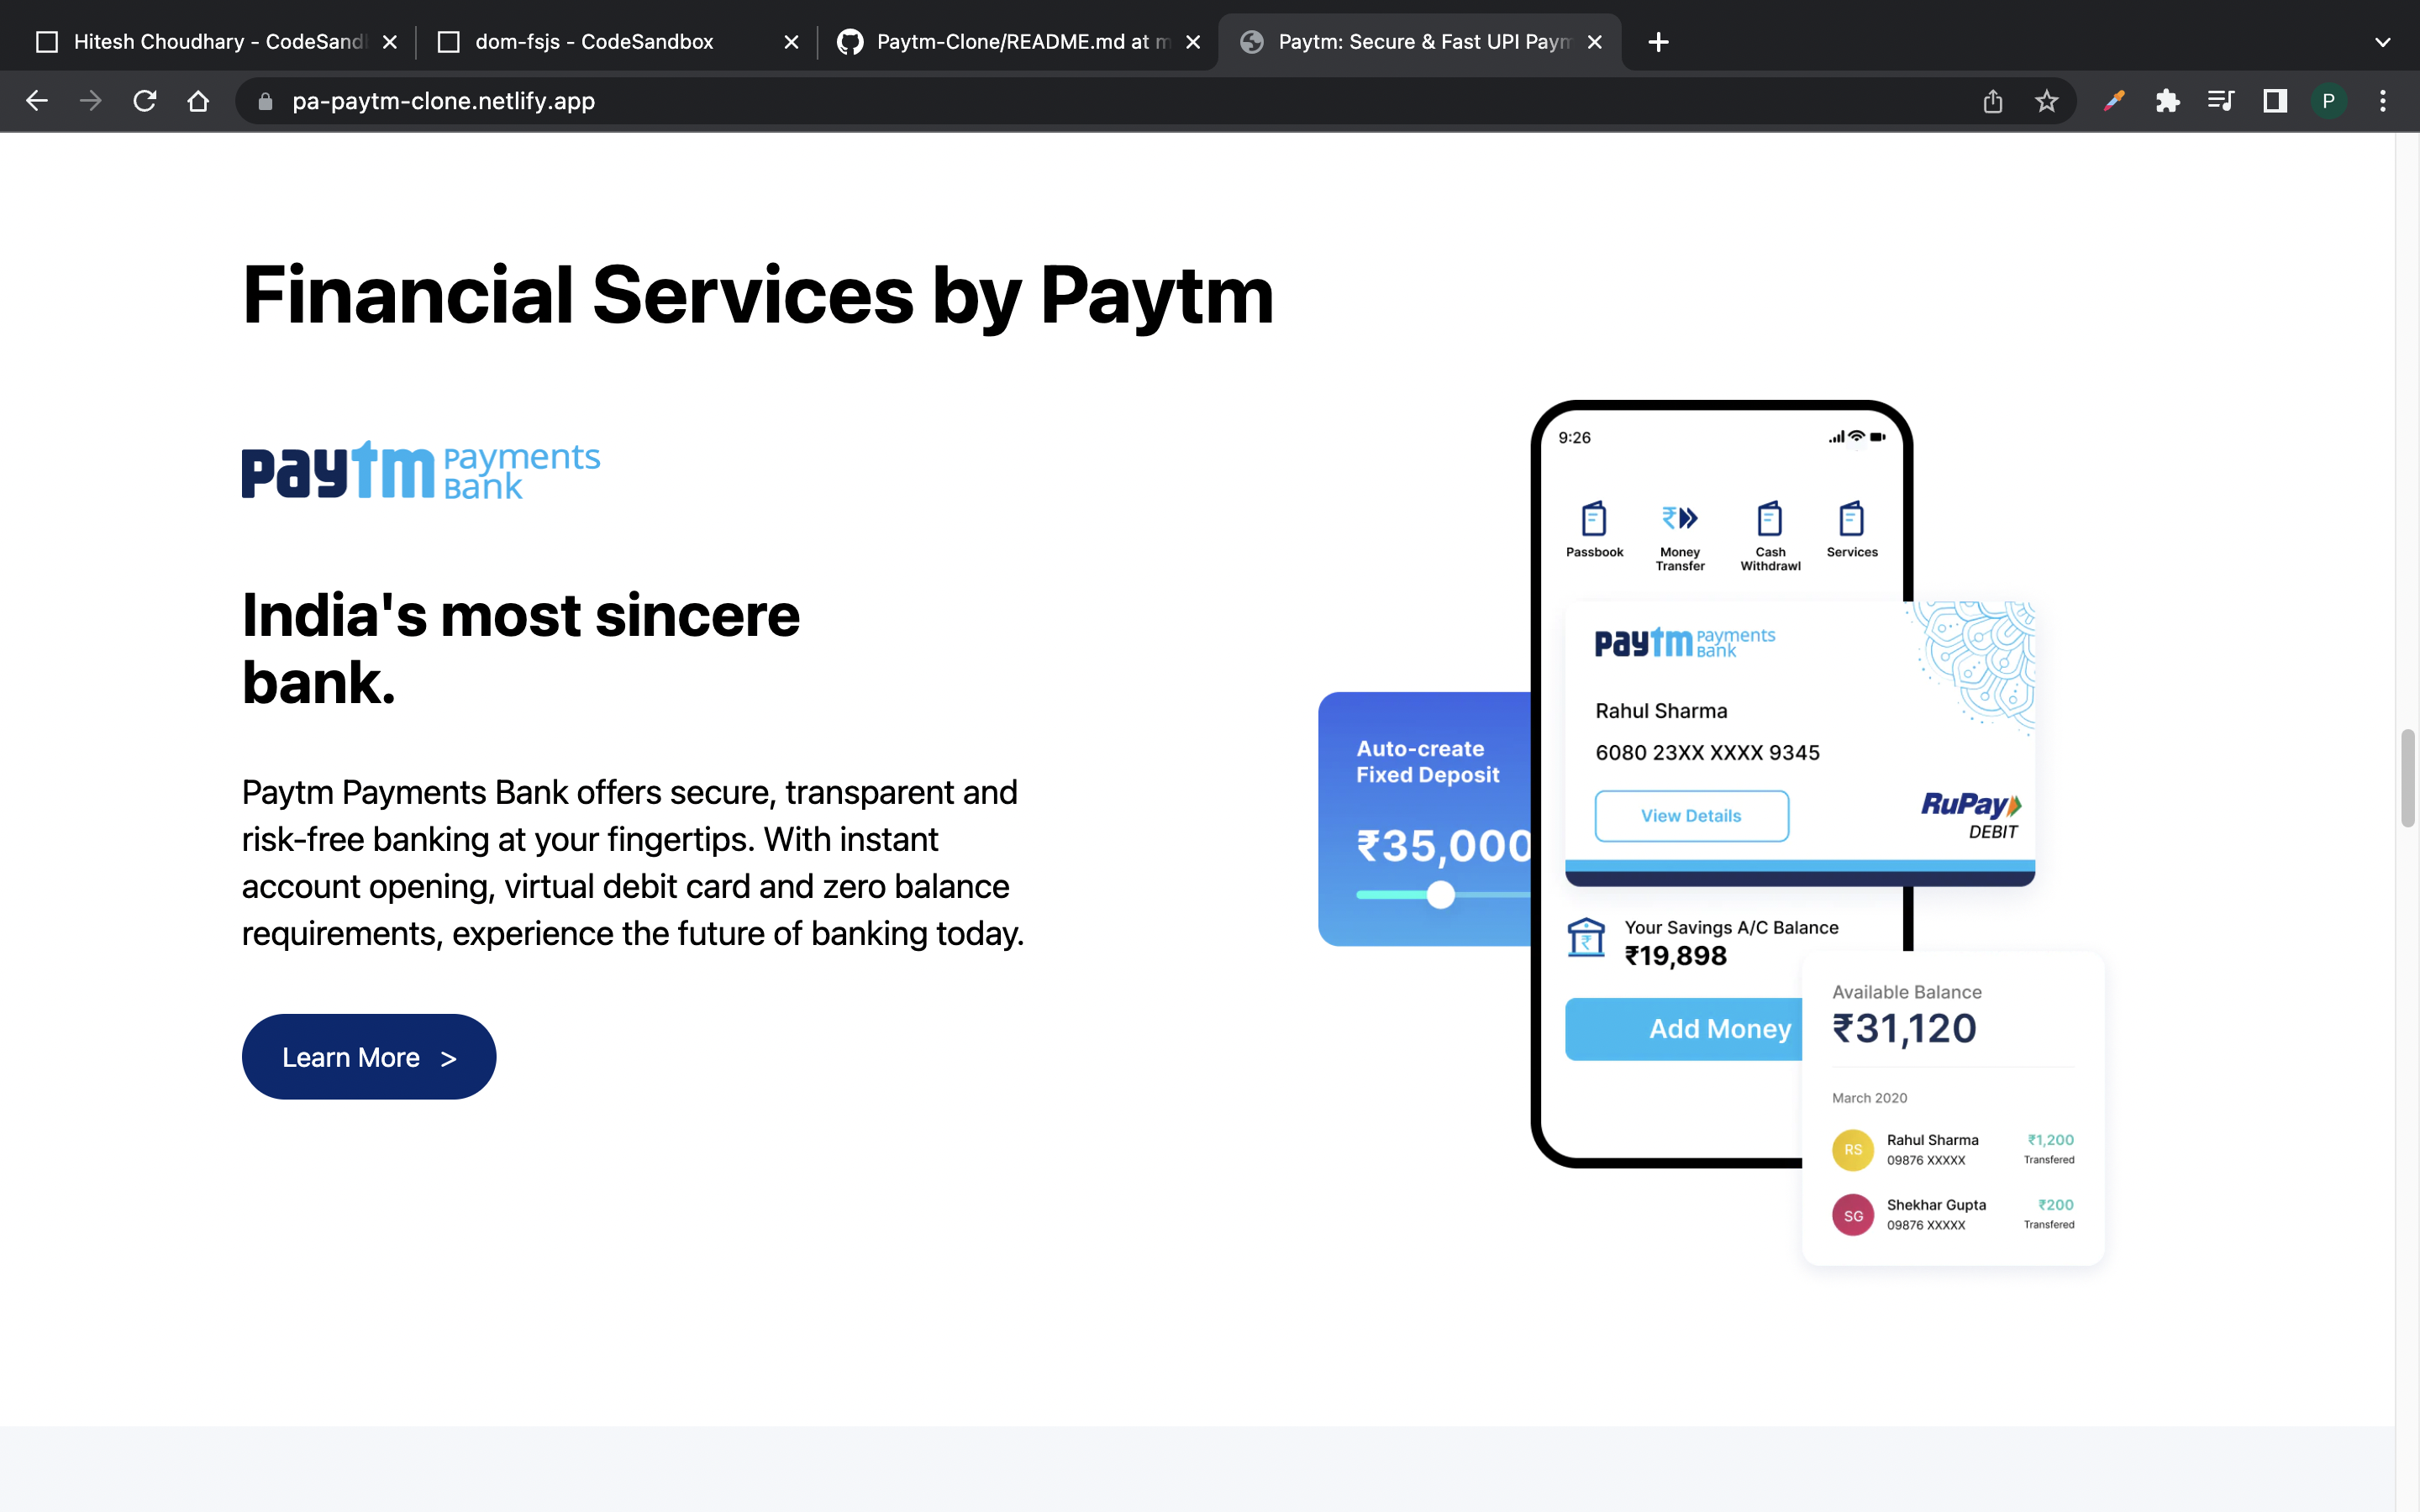 Hitesh Choudhary - CodeSand
dom-fsjs - CodeSandbox
Paytm-Clone/README.md at m
Paytm: Secure & Fast UPI Paym
pa-paytm-clone.netlify.app
P
Financial Services by Paytm
paytm Payments
Bank
India's most sincere
bank.
Paytm Payments Bank offers secure, transparent and
risk-free banking at your fingertips. With instant
account opening, virtual debit card and zero balance
requirements, experience the future of banking today.
Learn More >
9:26
Passbook
Money
Transfer
Cash
Withdrawl
Services
paytm Payments
Bank
Rahul Sharma
6080 23XX XXXX 9345
View Details
RuPay
DEBIT
Auto-create
Fixed Deposit
₹35,000
Your Savings A/C Balance
₹19,898
Add Money
Available Balance
₹31,120
March 2020
RS
Rahul Sharma
₹1,200
09876 XXXXX
Transfered
SG
Shekhar Gupta
₹200
09876 XXXXX
Transfered